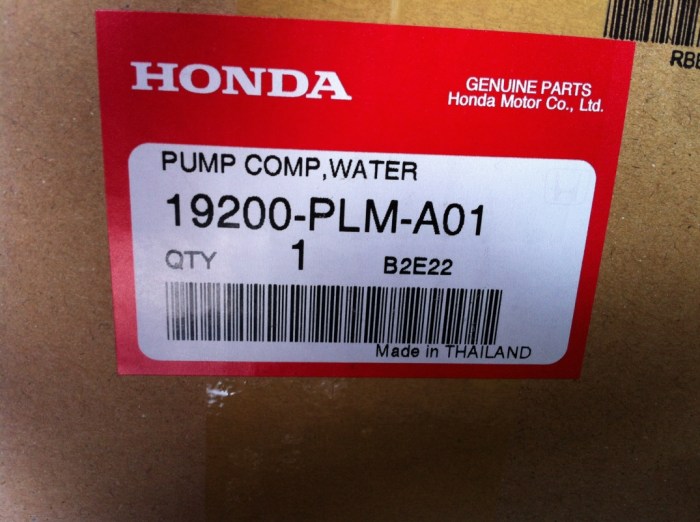 HONDA
GENUINE PARTS
Honda Motor Co., Ltd.
PUMP COMP,WATER
19200-PLM-A01
QTY 1 B2E22
Made in THAILAND